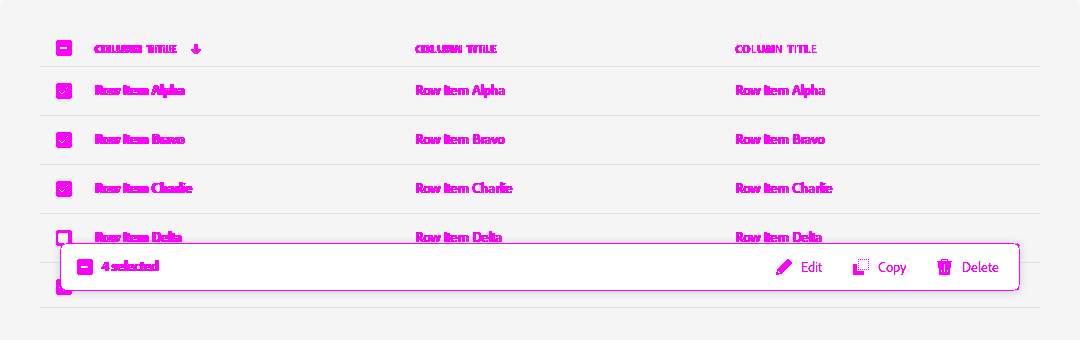 COLUMN TITLE COLUMN TITLE COLUMN TITLE
Row Item Alpha Row Item Alpha Row Item Alpha
Row Item Bravo Row Item Bravo Row Item Bravo
Row Item Charlie Row Item Charlie Row Item Charlie
Row Item Delta Row Item Delta Row Item Delta
4 selected Edit Copy Delete